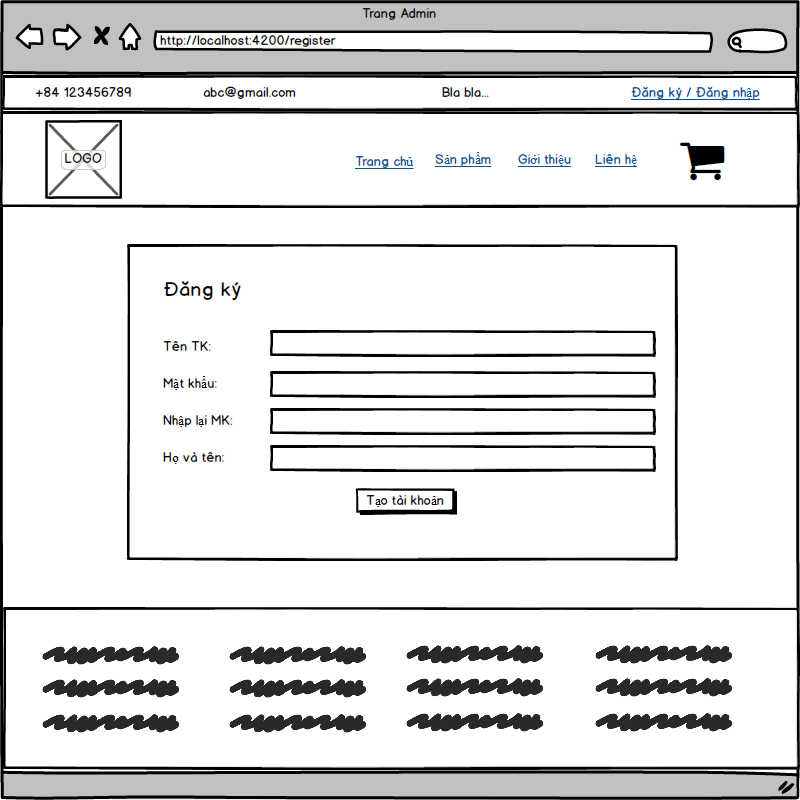 Trang Admin
http://localhost:4200/register
+84 123456789 abc@gmail.com Bla bla... Đăng ký / Đăng nhập
LOGO Trang chủ Sản phẩm Giới thiệu Liên hệ
Đăng ký
Tên TK:
Mật khẩu:
Nhập lại MK:
Họ và tên:
Tạo tài khoản